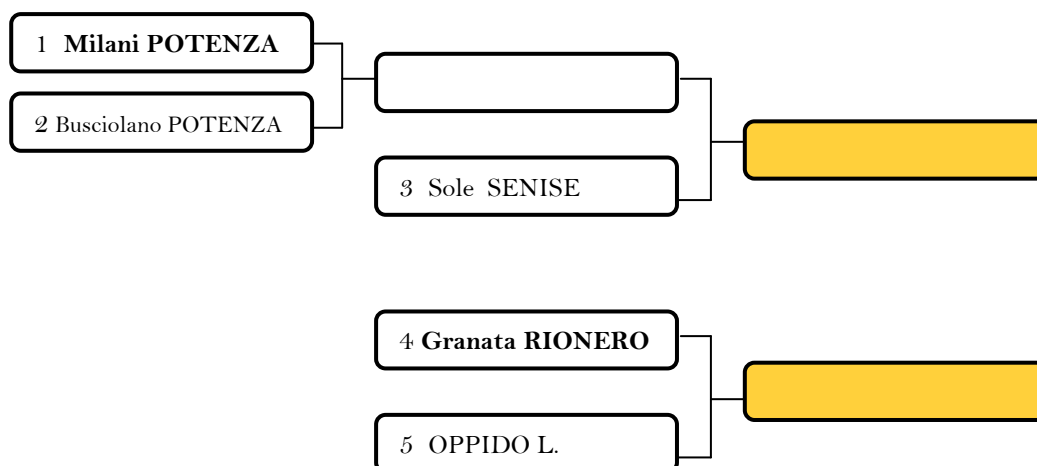 1 Milani POTENZA
2 Busciolano POTENZA
3 Sole SENISE
4 Granata RIONERO
5 OPPIDO L.